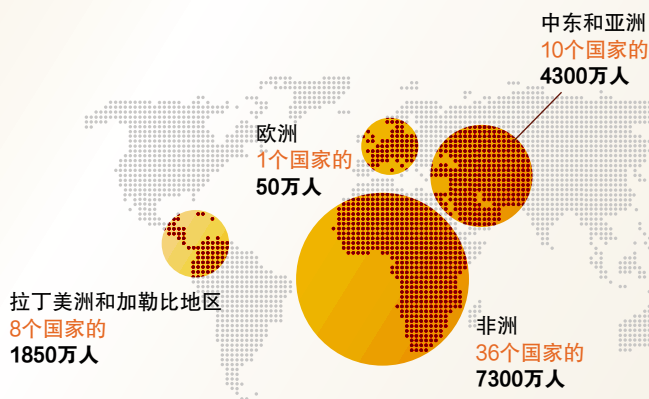 中东和亚洲
10个国家的
4300万人
欧洲
1个国家的
50万人
拉丁美洲和加勒比地区
8个国家的
1850万人
非洲
36个国家的
7300万人